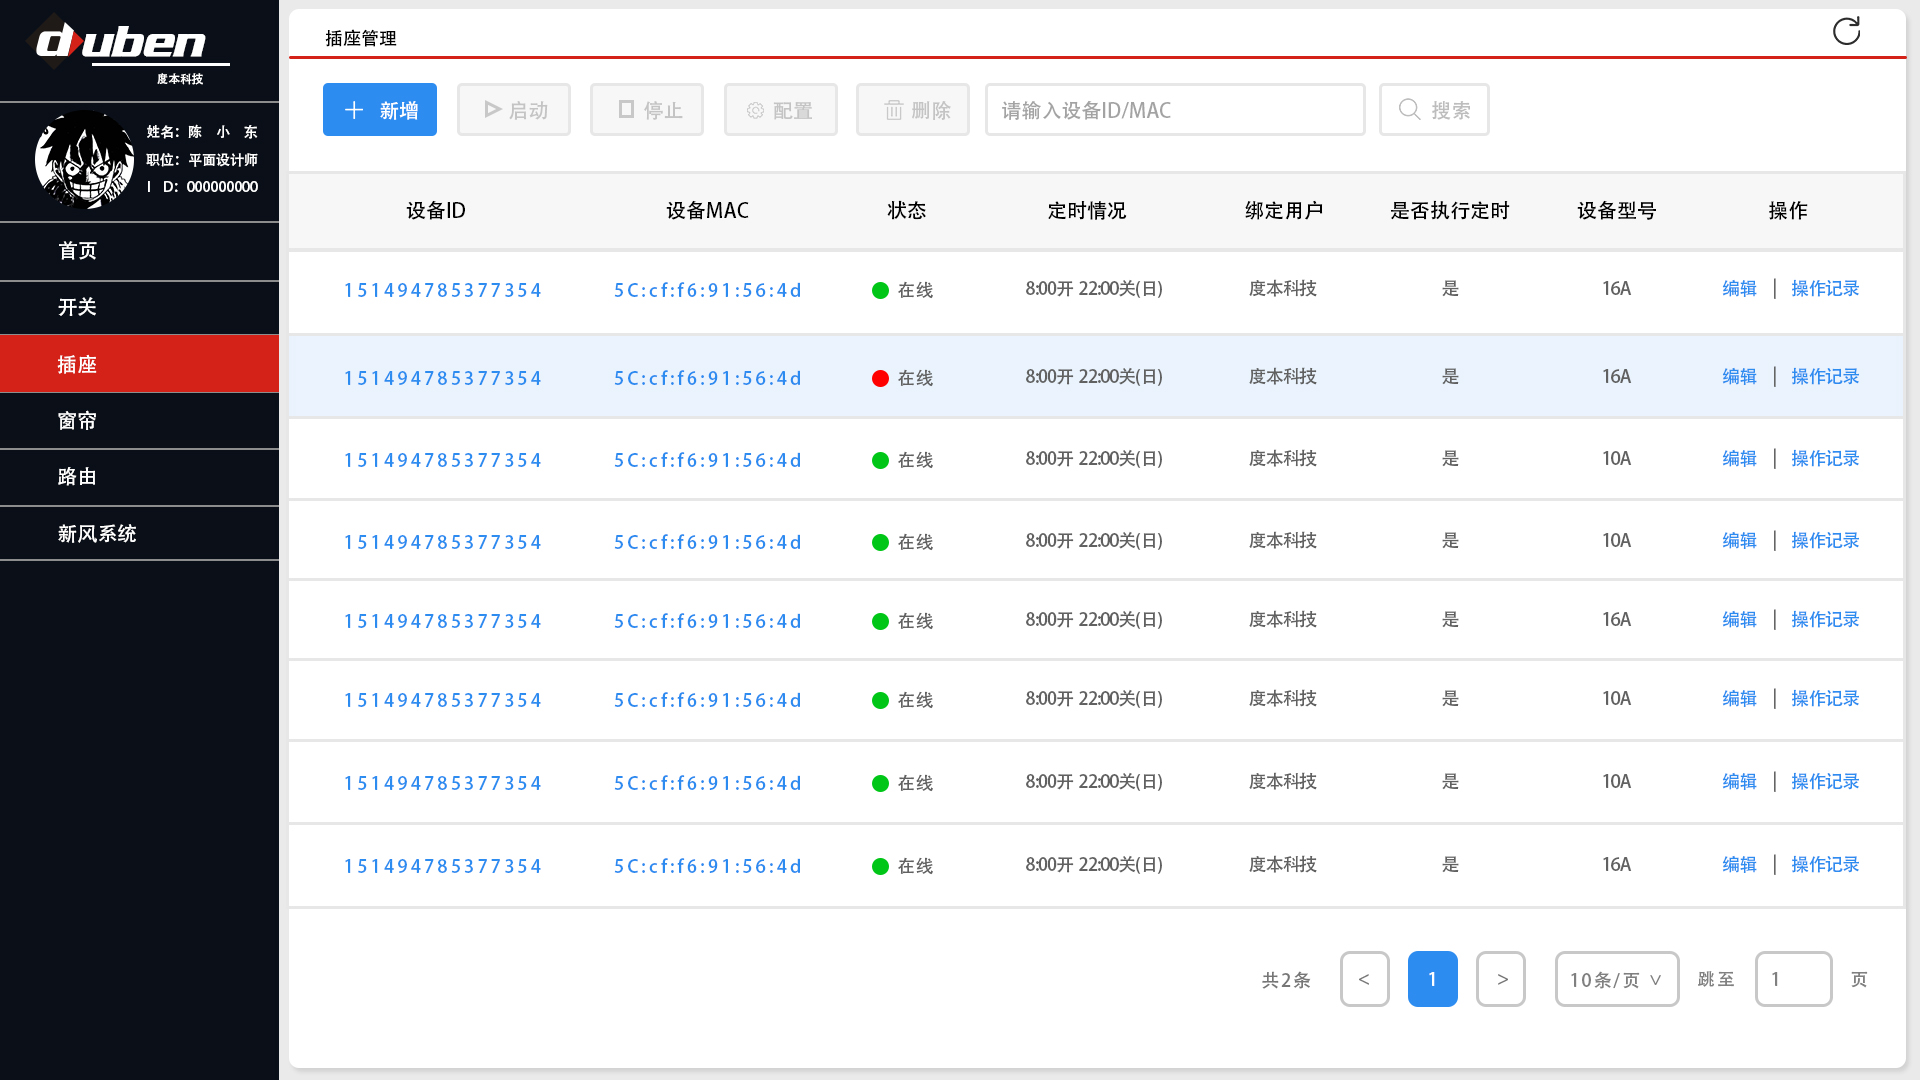 duben
度本科技
姓名：陈 小 东
职位：平面设计师
I D：000000000
首页
开关
插座
窗帘
路由
新风系统
插座管理
新增 启动 停止 配置 删除 请输入设备ID/MAC 搜索
设备ID 设备MAC 状态 定时情况 绑定用户 是否执行定时 设备型号 操作
151494785377354 5C:cf:f6:91:56:4d 在线 8:00开 22:00关(日) 度本科技 是 16A 编辑 | 操作记录
151494785377354 5C:cf:f6:91:56:4d 在线 8:00开 22:00关(日) 度本科技 是 16A 编辑 | 操作记录
151494785377354 5C:cf:f6:91:56:4d 在线 8:00开 22:00关(日) 度本科技 是 10A 编辑 | 操作记录
151494785377354 5C:cf:f6:91:56:4d 在线 8:00开 22:00关(日) 度本科技 是 10A 编辑 | 操作记录
151494785377354 5C:cf:f6:91:56:4d 在线 8:00开 22:00关(日) 度本科技 是 16A 编辑 | 操作记录
151494785377354 5C:cf:f6:91:56:4d 在线 8:00开 22:00关(日) 度本科技 是 10A 编辑 | 操作记录
151494785377354 5C:cf:f6:91:56:4d 在线 8:00开 22:00关(日) 度本科技 是 10A 编辑 | 操作记录
151494785377354 5C:cf:f6:91:56:4d 在线 8:00开 22:00关(日) 度本科技 是 16A 编辑 | 操作记录
共2条 < 1 > 10条/页 ∨ 跳至 1 页